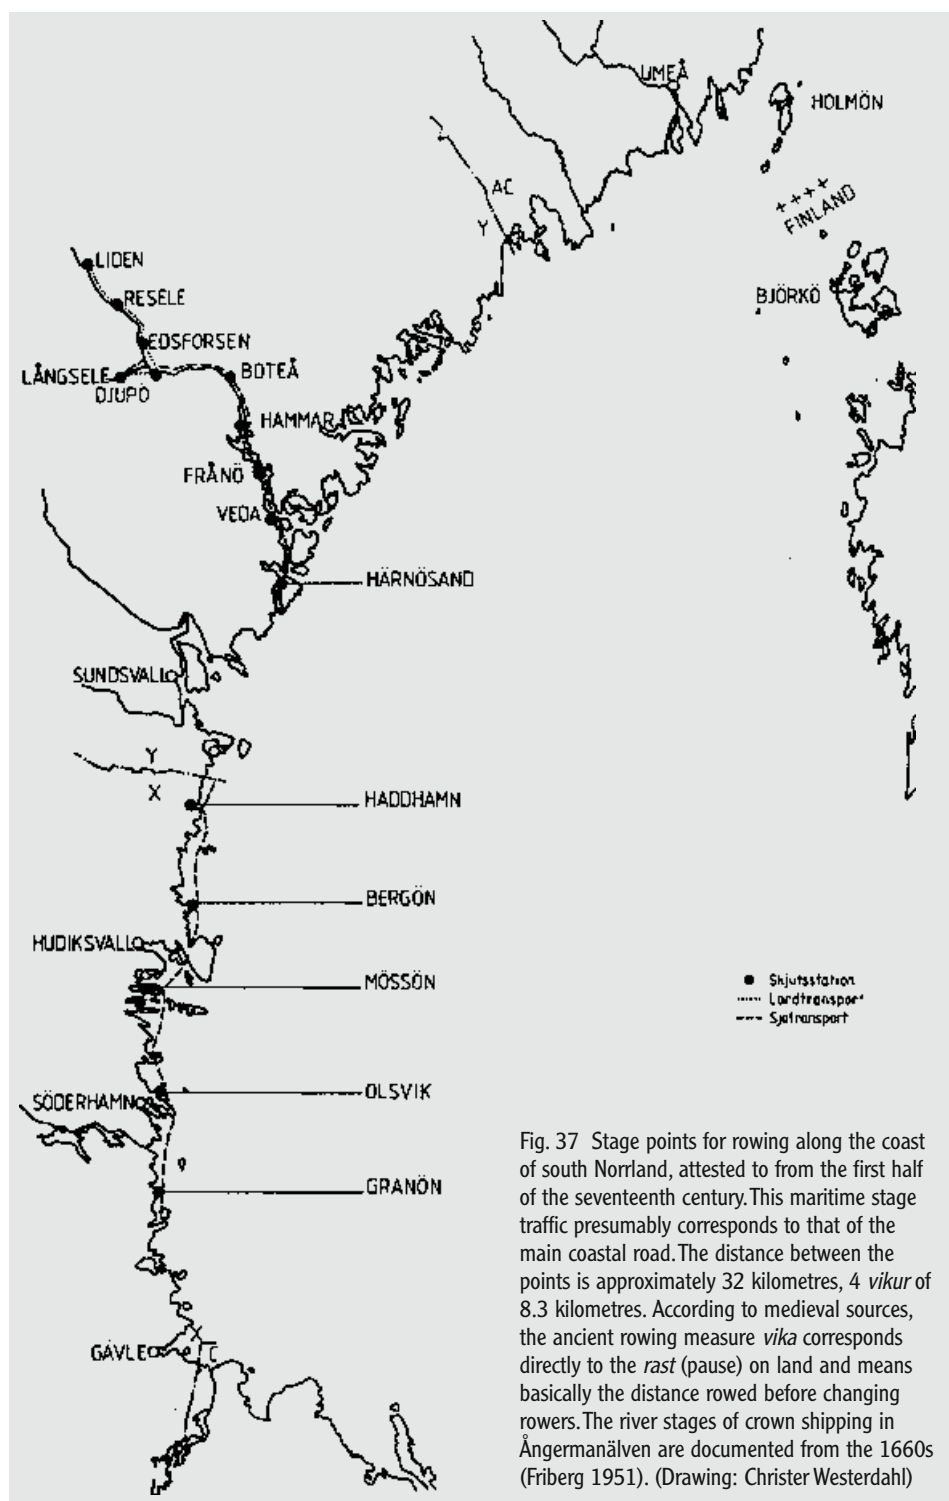 UMEÅ
HOLMÖN
AC
++++
FINLAND
Y
LIDEN
BJÖRKÖ
RESELE
EDSFORSEN
LÅNGSELE
BOTEÅ
DJUPÖ
HAMMAR
FRÅNÖ
VEDA
HÄRNÖSAND
SUNDSVALL
Y
X
HADDHAMN
BERGÖN
HUDIKSVALL
MÖSSÖN
Skjutsstation
Landtransport
Sjötransport
OLSVIK
SÖDERHAMN
GRANÖN
GÄVLE
X
C
Fig. 37 Stage points for rowing along the coast
of south Norrland, attested to from the first half
of the seventeenth century. This maritime stage
traffic presumably corresponds to that of the
main coastal road. The distance between the
points is approximately 32 kilometres, 4 vikur of
8.3 kilometres. According to medieval sources,
the ancient rowing measure vika corresponds
directly to the rast (pause) on land and means
basically the distance rowed before changing
rowers. The river stages of crown shipping in
Ångermanälven are documented from the 1660s
(Friberg 1951). (Drawing: Christer Westerdahl)